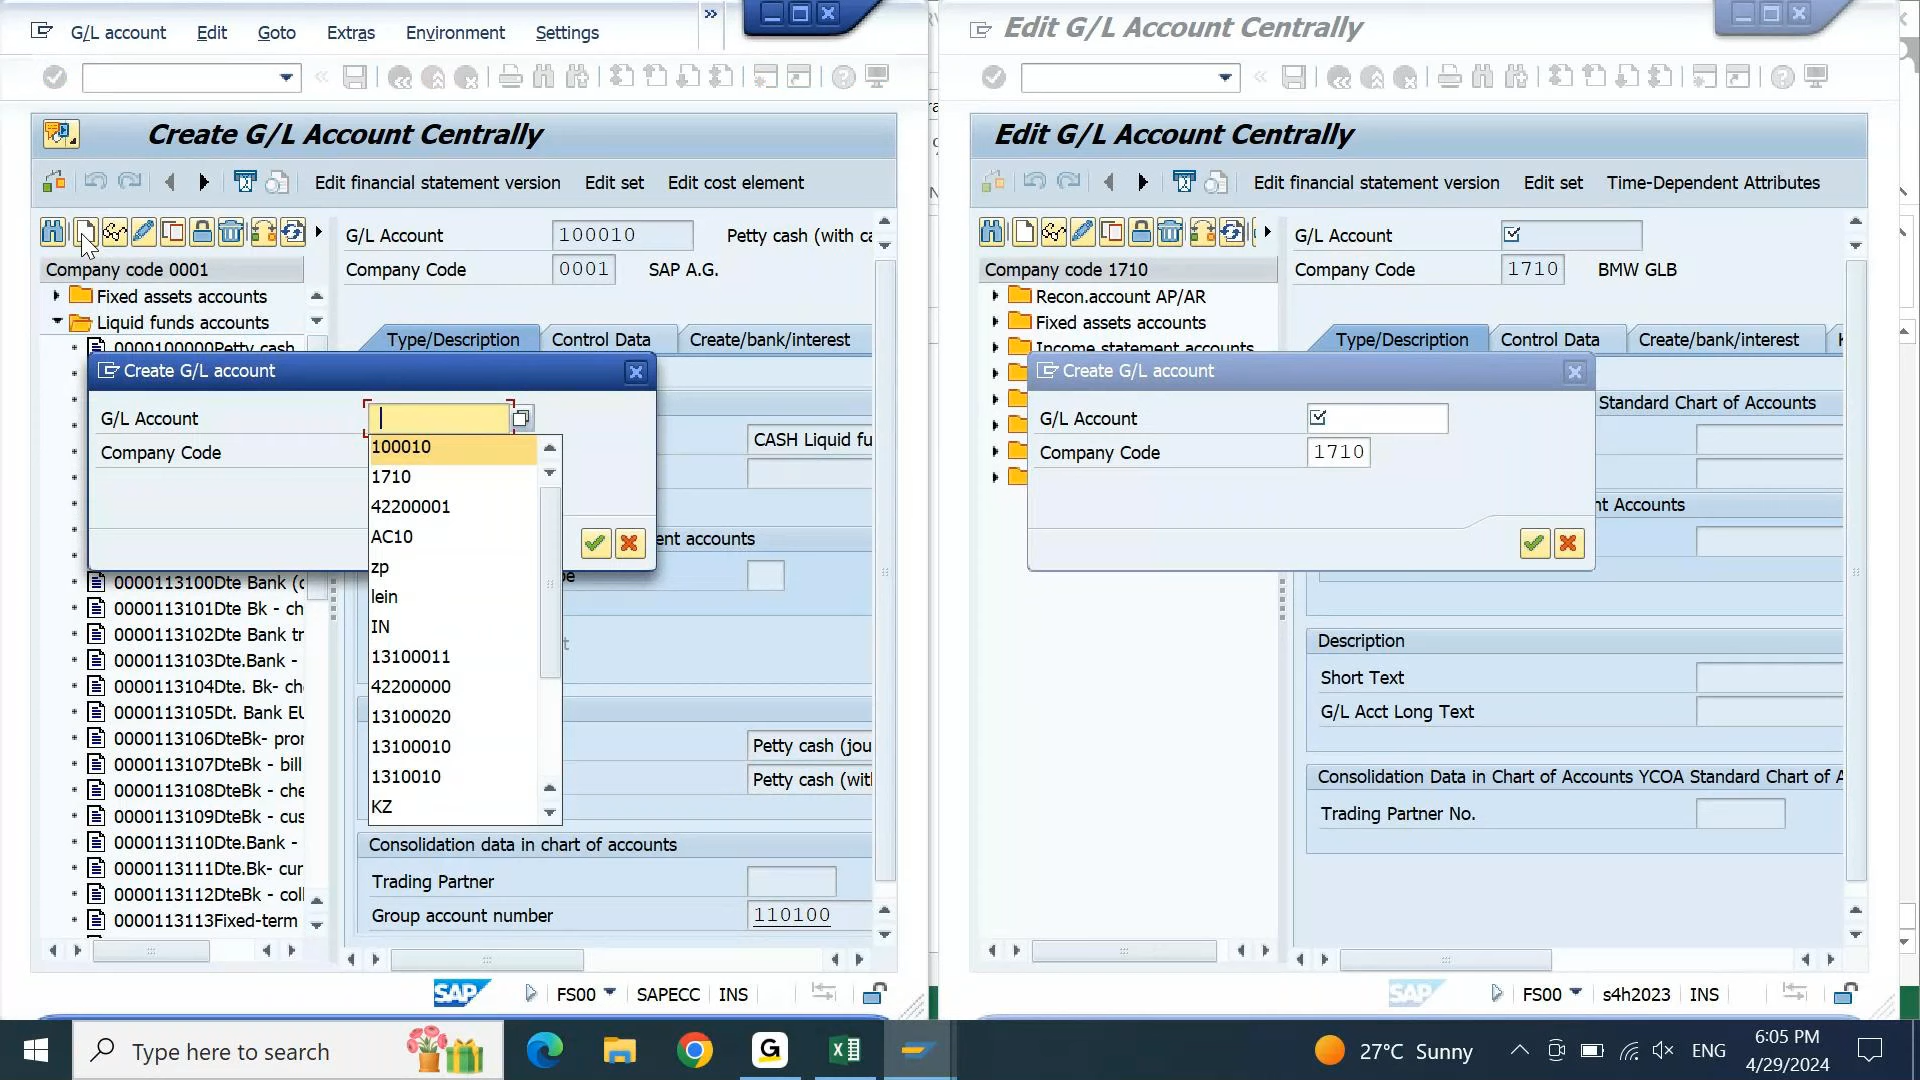 G/L account Edit Goto Extras Environment Settings »
Create G/L Account Centrally
Edit financial statement version Edit set Edit cost element
G/L Account 100010 Petty cash (with ca
Company Code 0001 SAP A.G.
Company code 0001
Fixed assets accounts
Liquid funds accounts
0000100000Petty cash
Type/Description Control Data Create/bank/interest
Create G/L account
G/L Account
Company Code
100010
1710
42200001
AC10
zp
lein
IN
13100011
42200000
13100020
13100010
1310010
KZ
CASH Liquid fu
ent accounts
0000113100Dte Bank (c
0000113101Dte Bk - ch
0000113102Dte Bank tr
0000113103Dte.Bank -
0000113104Dte. Bk- che
0000113105Dt. Bank EU
0000113106DteBk- pror
0000113107DteBk - bill
0000113108DteBk - che
0000113109DteBk - cus
0000113110Dte.Bank -
0000113111Dte.Bk- cur
0000113112DteBk - coll
0000113113Fixed-term
Petty cash (jou
Petty cash (with
Consolidation data in chart of accounts
Trading Partner
Group account number 110100
SAP FS00 SAPECC INS
Edit G/L Account Centrally
Edit G/L Account Centrally
Edit financial statement version Edit set Time-Dependent Attributes
G/L Account
Company Code 1710 BMW GLB
Company code 1710
Recon.account AP/AR
Fixed assets accounts
Income statement accounts
Type/Description Control Data Create/bank/interest
Create G/L account
G/L Account
Company Code 1710
Standard Chart of Accounts
nt Accounts
Description
Short Text
G/L Acct Long Text
Consolidation Data in Chart of Accounts YCOA Standard Chart of A
Trading Partner No.
SAP FS00 s4h2023 INS
Type here to search
27°C Sunny
ENG
6:05 PM
4/29/2024